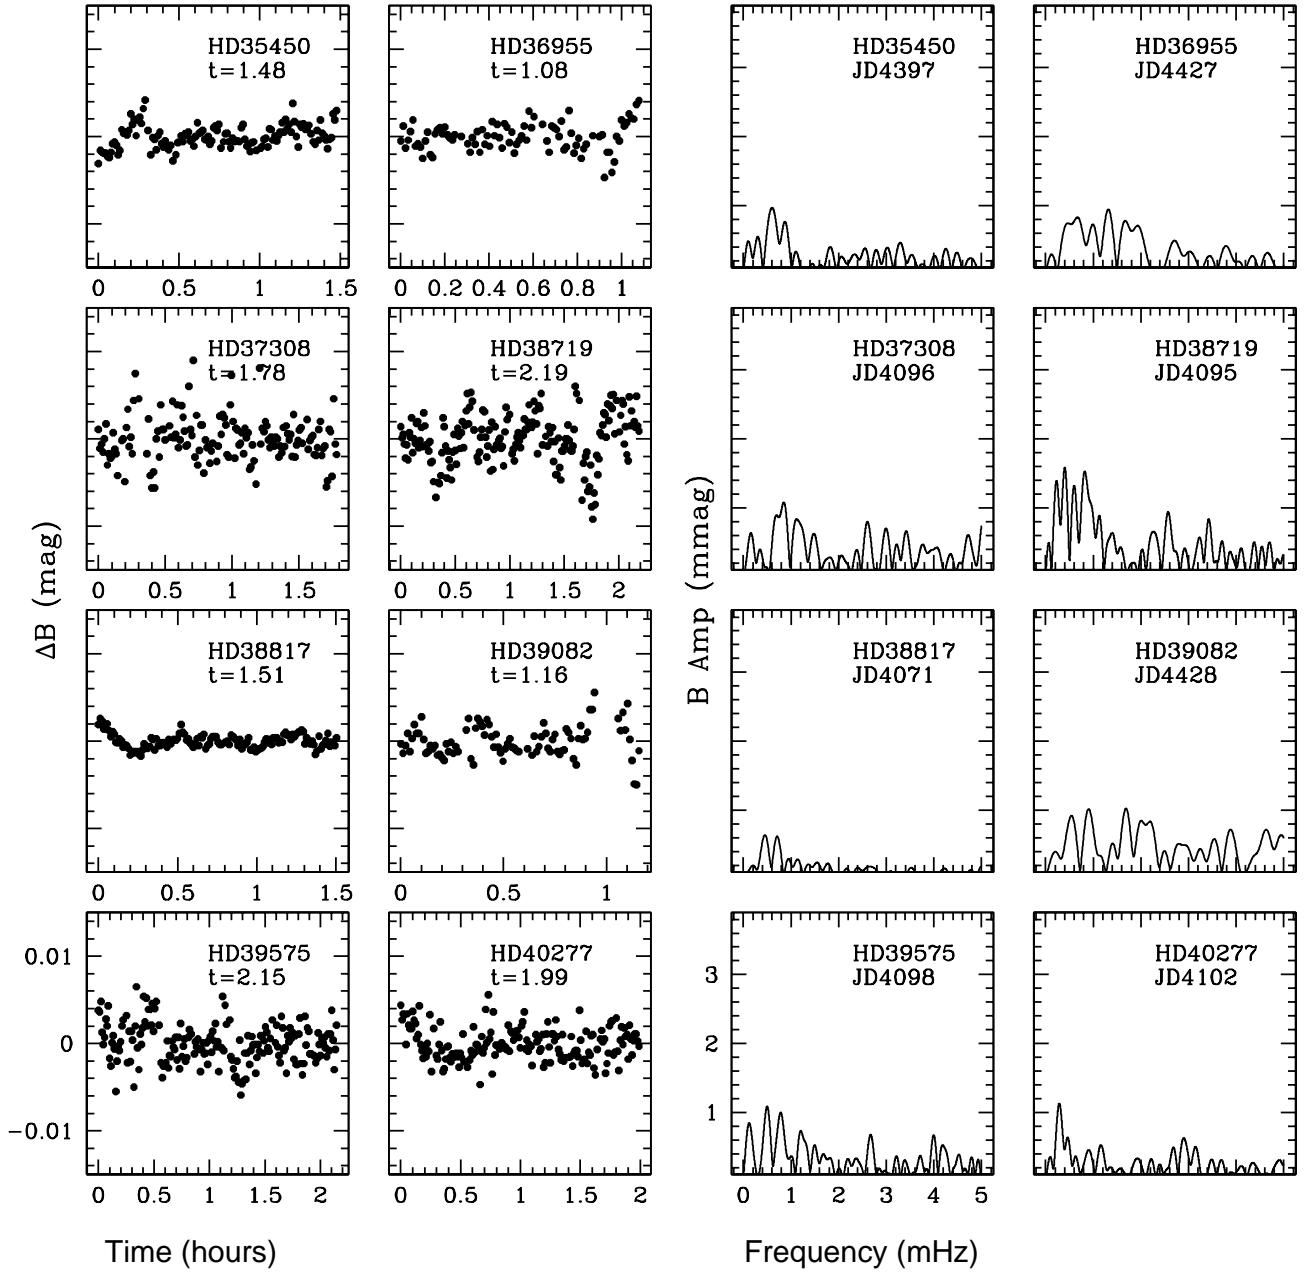 HD35450
t=1.48
HD36955
t=1.08
HD35450
JD4397
HD36955
JD4427
0 0.5 1 1.5
0 0.2 0.4 0.6 0.8 1
HD37308
t=1.78
HD38719
t=2.19
HD37308
JD4096
HD38719
JD4095
0 0.5 1 1.5
0 0.5 1 1.5 2
ΔB (mag)
B Amp (mmag)
HD38817
t=1.51
HD39082
t=1.16
HD38817
JD4071
HD39082
JD4428
0 0.5 1 1.5
0 0.5 1
HD39575
t=2.15
HD40277
t=1.99
HD39575
JD4098
HD40277
JD4102
0.01
0
−0.01
3
2
1
0 0.5 1 1.5 2
0 0.5 1 1.5 2
0 1 2 3 4 5
Time (hours)
Frequency (mHz)